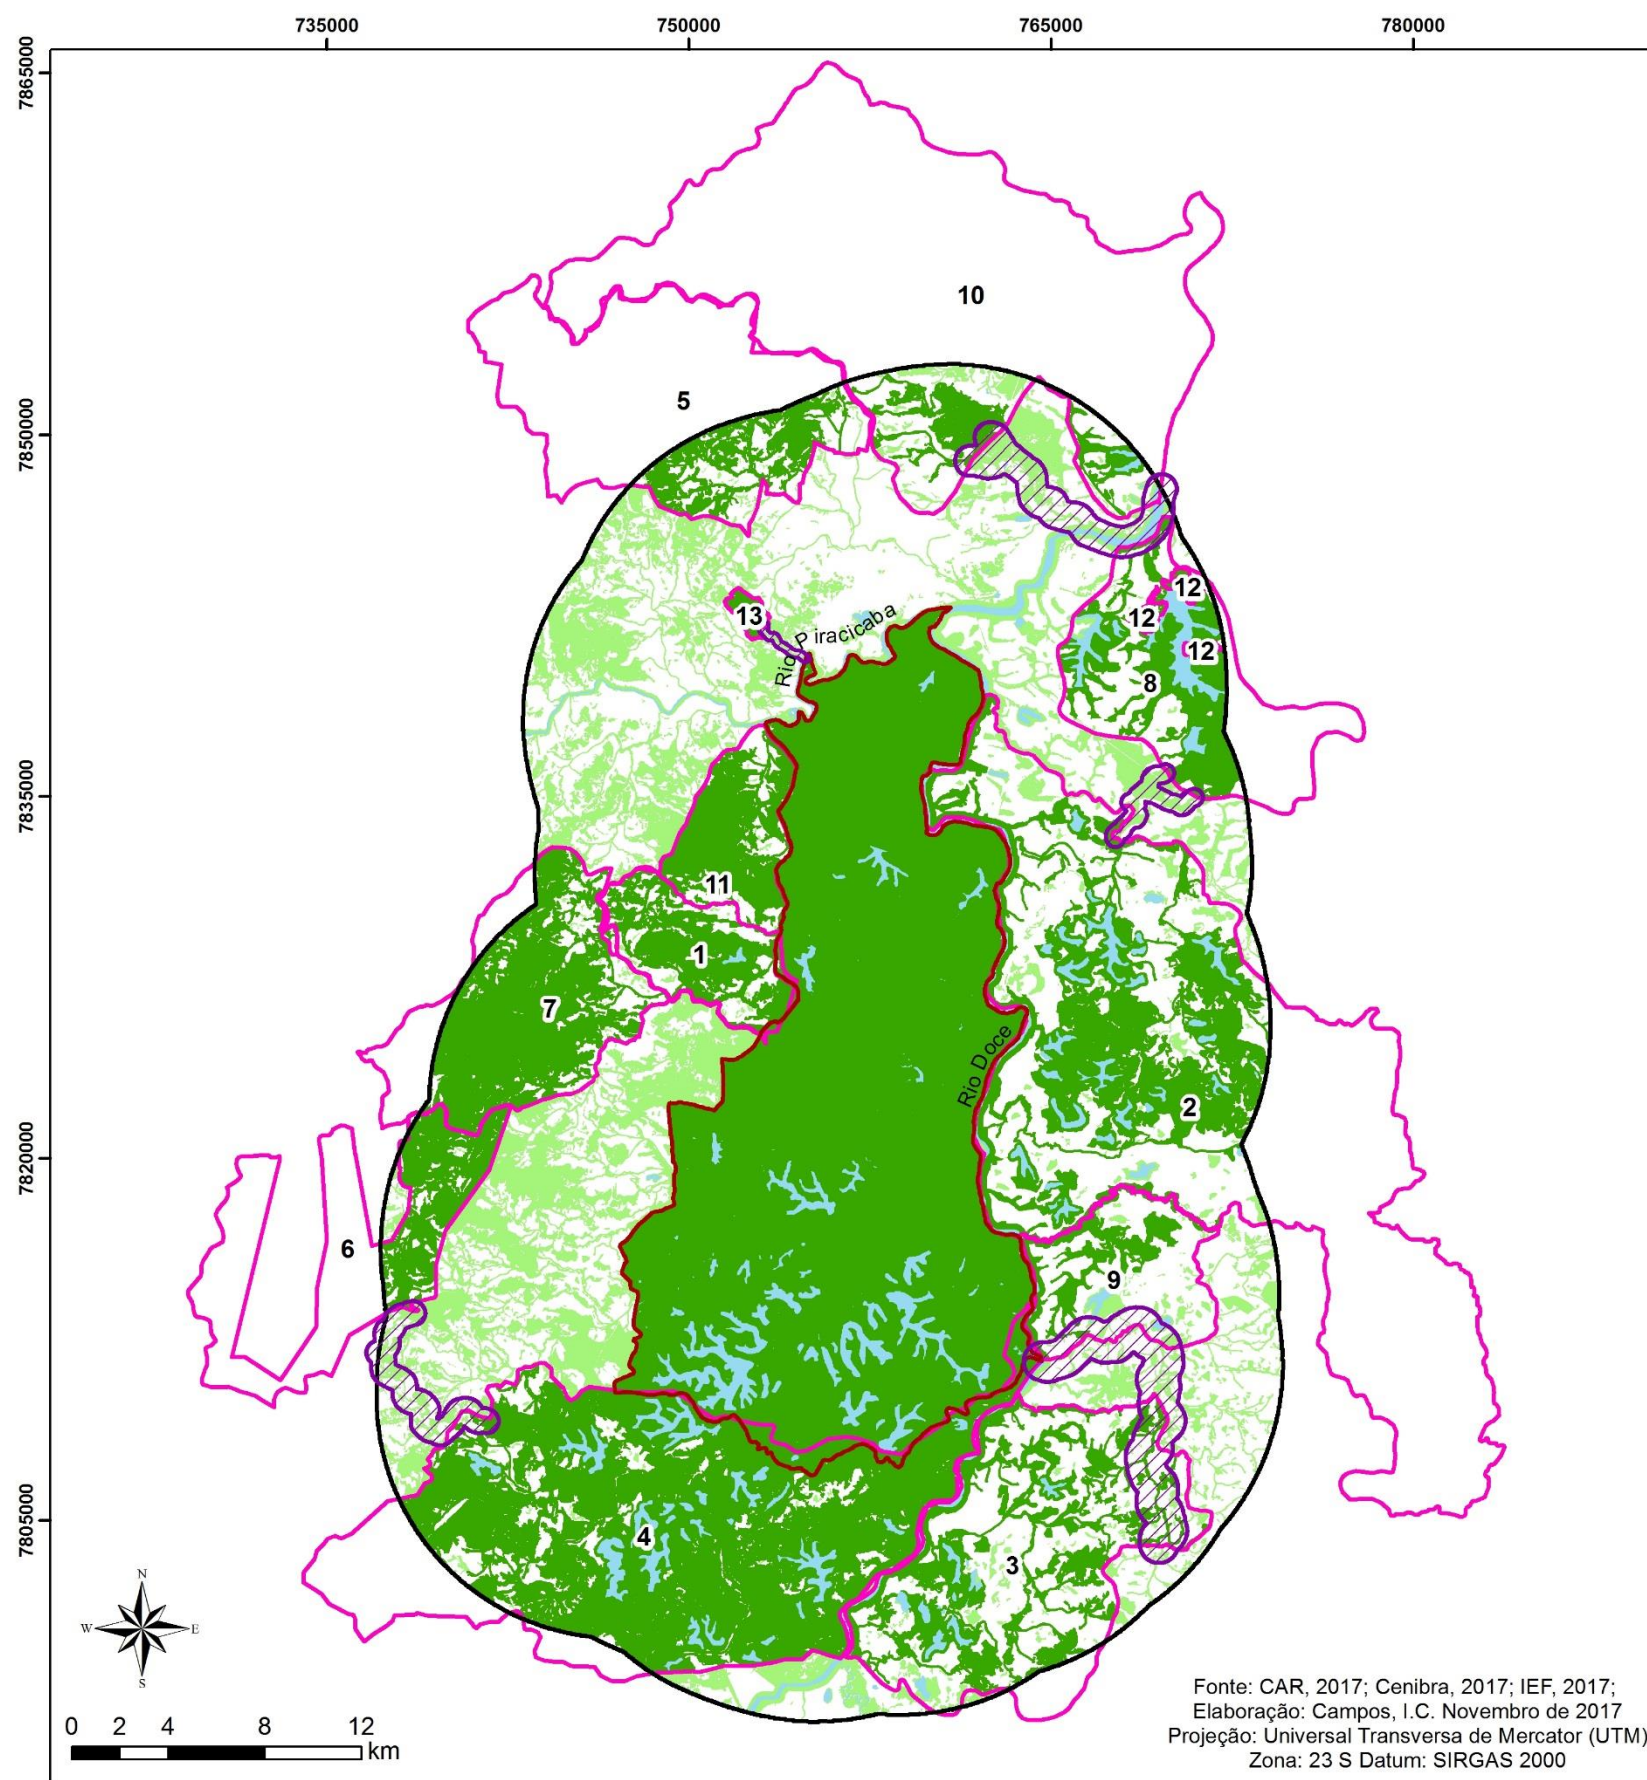 735000 750000 765000 780000
7865000
10
5
7850000
12
12
13
Rio Piracicaba
12
8
7835000
11
1
7
Rio Doce
2
7820000
6
9
7805000
4
3
N
W E
S
0 2 4 8 12
km
Fonte: CAR, 2017; Cenibra, 2017; IEF, 2017;
Elaboração: Campos, I.C. Novembro de 2017
Projeção: Universal Transversa de Mercator (UTM)
Zona: 23 S Datum: SIRGAS 2000